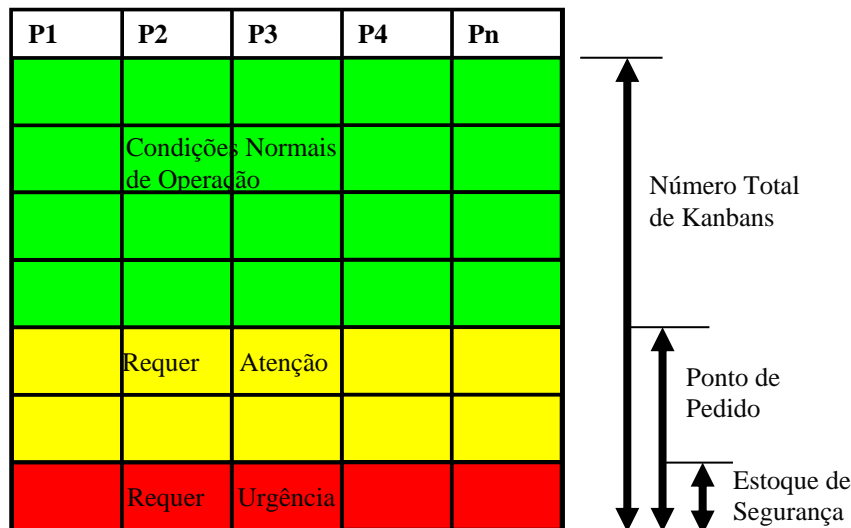 P1 P2 P3 P4 Pn
Condições Normais
de Operação
Número Total
de Kanbans
Requer Atenção
Ponto de
Pedido
Requer Urgência
Estoque de
Segurança